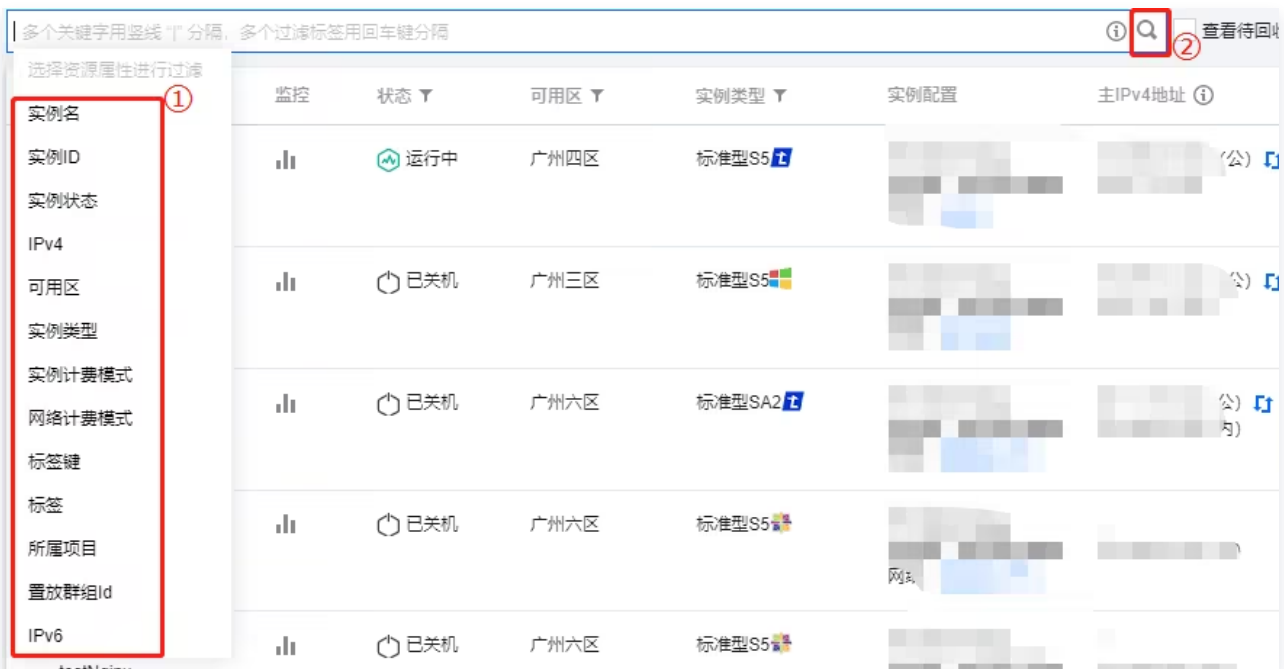 多个关键字用竖线 "|" 分隔，多个过滤标签用回车键分隔
查看待回收
②
选择资源属性进行过滤
①
实例名
实例ID
实例状态
IPv4
可用区
实例类型
实例计费模式
网络计费模式
标签键
标签
所属项目
置放群组Id
IPv6
监控 状态 可用区 实例类型 实例配置 主IPv4地址
运行中 广州四区 标准型S5 (公)
已关机 广州三区 标准型S5 公)
已关机 广州六区 标准型SA2 公)
内)
已关机 广州六区 标准型S5
网络
已关机 广州六区 标准型S5